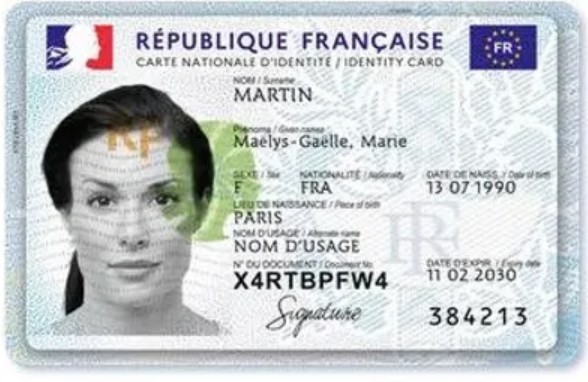 RÉPUBLIQUE FRANÇAISE
FR
CARTE NATIONALE D'IDENTITÉ / IDENTITY CARD
NOM / Surname
MARTIN
Prénoms / Given names
Maëlys-Gaëlle, Marie
SEXE / Sex NATIONALITÉ / Nationality DATE DE NAISS. / Date of birth
F FRA 13 07 1990
LIEU DE NAISSANCE / Place of birth
PARIS
NOM D'USAGE / Alternate name
NOM D'USAGE
N° DU DOCUMENT / Document No DATE D'EXPIR. / Expiry date
X4RTBPFW4 11 02 2030
Signature 384213
RF